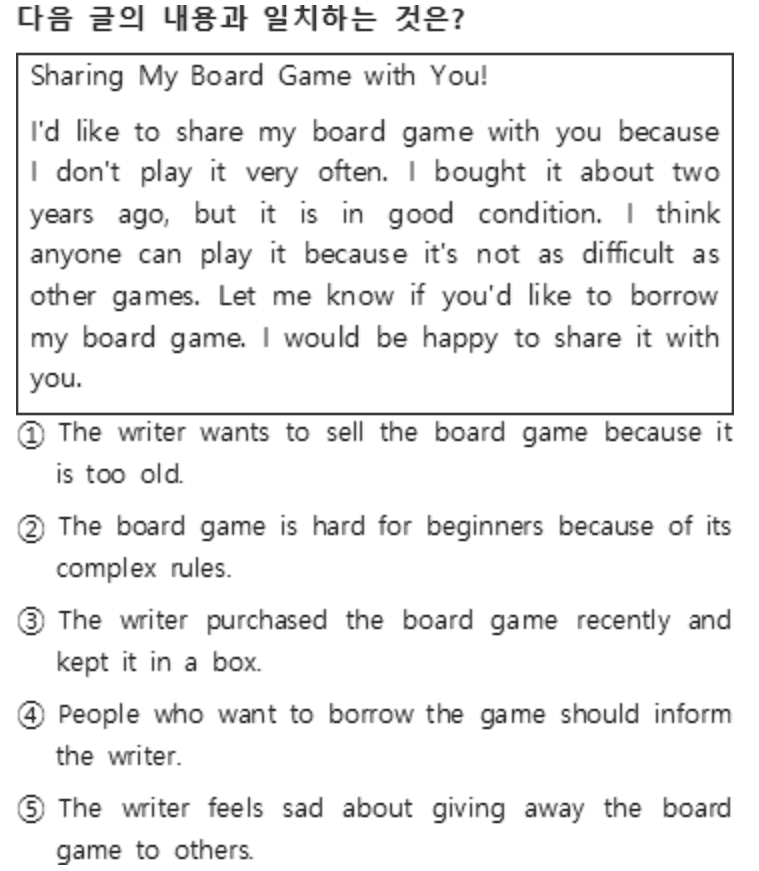 다음 글의 내용과 일치하는 것은?
Sharing My Board Game with You!
I'd like to share my board game with you because
I don't play it very often. I bought it about two
years ago, but it is in good condition. I think
anyone can play it because it's not as difficult as
other games. Let me know if you'd like to borrow
my board game. I would be happy to share it with
you.
① The writer wants to sell the board game because it
is too old.
② The board game is hard for beginners because of its
complex rules.
③ The writer purchased the board game recently and
kept it in a box.
④ People who want to borrow the game should inform
the writer.
⑤ The writer feels sad about giving away the board
game to others.